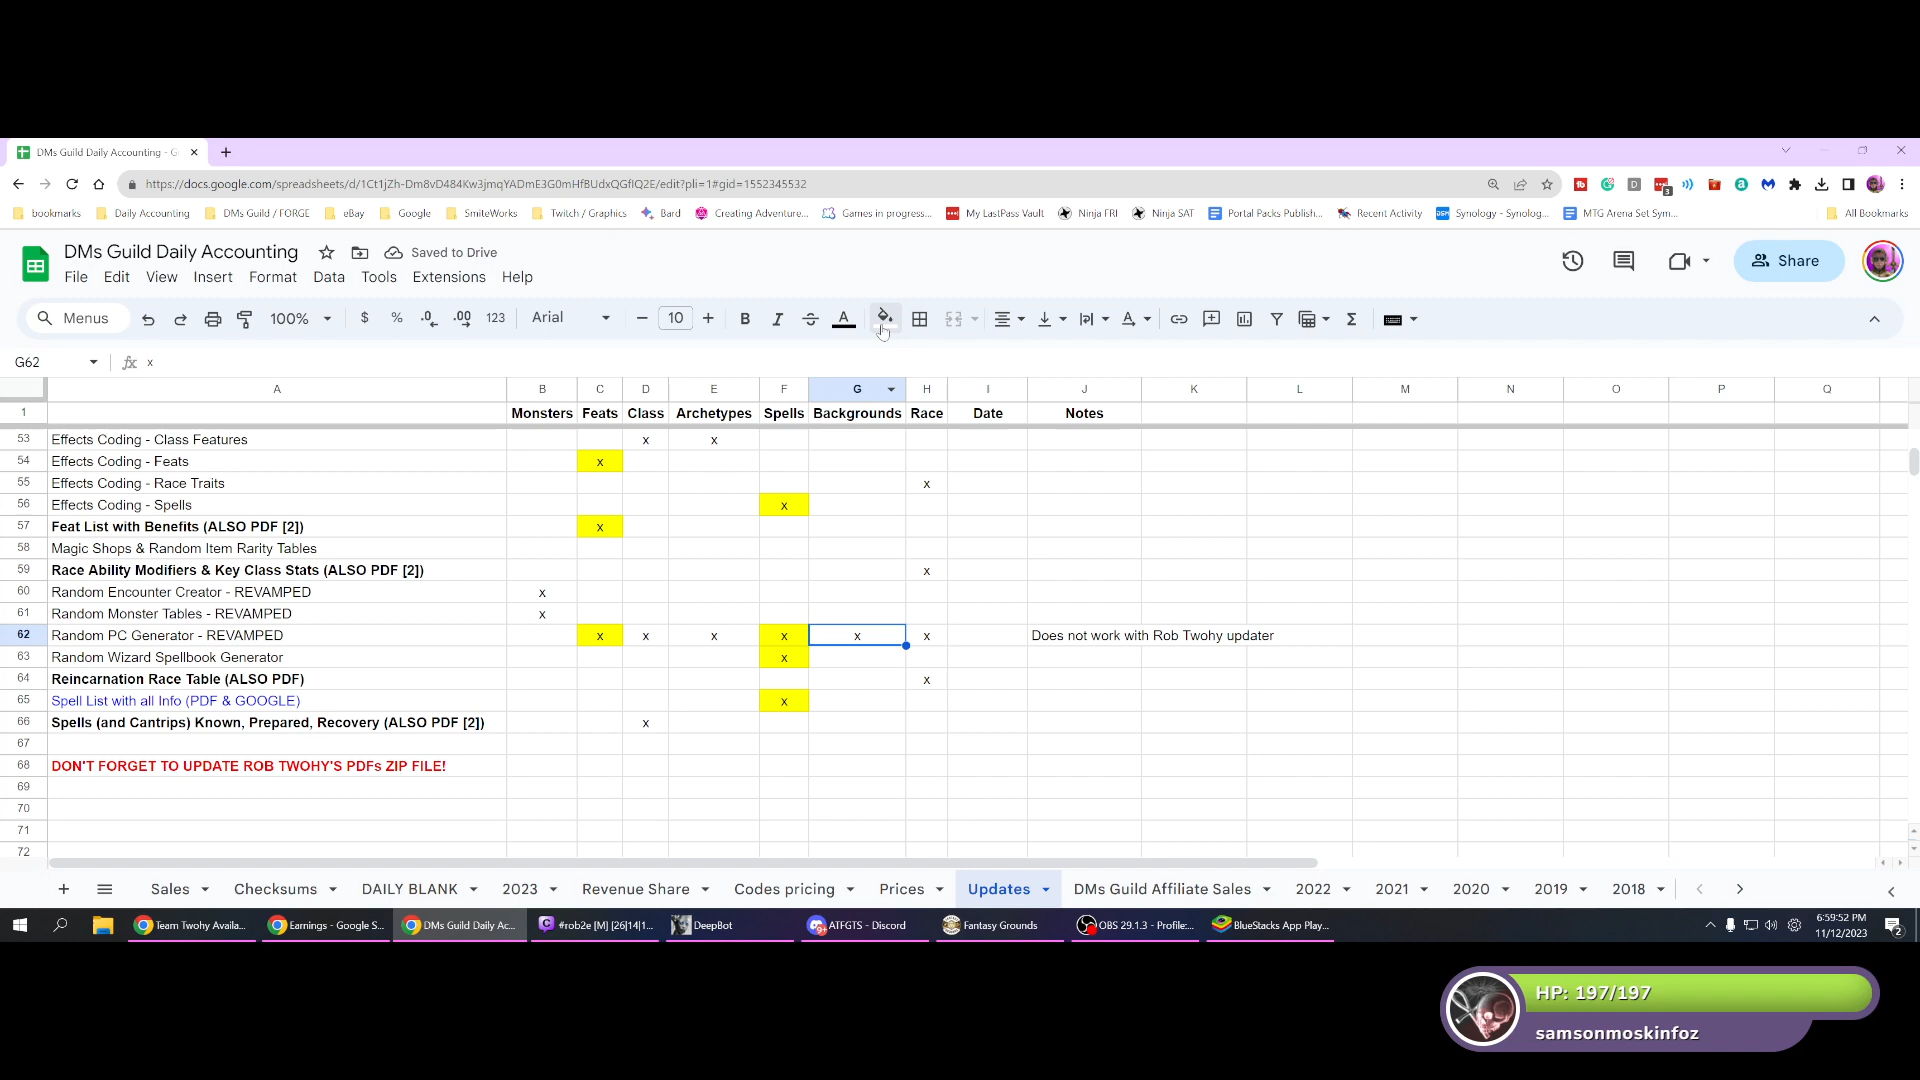 DMs Guild Daily Accounting - G
https://docs.google.com/spreadsheets/d/1Ct1jZh-Dm8vD484Kw3jmqYADmE3G0mHfBUdxQGfIQ2E/edit?pli=1#gid=1552345532
bookmarks Daily Accounting DMs Guild / FORGE eBay Google SmiteWorks Twitch / Graphics Bard Creating Adventure... Games in progress... My LastPass Vault Ninja FRI Ninja SAT Portal Packs Publish... Recent Activity Synology - Synolog... MTG Arena Set Sym... All Bookmarks
DMs Guild Daily Accounting Saved to Drive
File Edit View Insert Format Data Tools Extensions Help
Share
Menus 100% $ % .0 .00 123 Arial 10 B I A
G62 fx x
A B C D E F G H I J K L M N O P Q
1 Monsters Feats Class Archetypes Spells Backgrounds Race Date Notes
53 Effects Coding - Class Features x x
54 Effects Coding - Feats x
55 Effects Coding - Race Traits x
56 Effects Coding - Spells x
57 Feat List with Benefits (ALSO PDF [2]) x
58 Magic Shops & Random Item Rarity Tables
59 Race Ability Modifiers & Key Class Stats (ALSO PDF [2]) x
60 Random Encounter Creator - REVAMPED x
61 Random Monster Tables - REVAMPED x
62 Random PC Generator - REVAMPED x x x x x x Does not work with Rob Twohy updater
63 Random Wizard Spellbook Generator x
64 Reincarnation Race Table (ALSO PDF) x
65 Spell List with all Info (PDF & GOOGLE) x
66 Spells (and Cantrips) Known, Prepared, Recovery (ALSO PDF [2]) x
67
68 DON'T FORGET TO UPDATE ROB TWOHY'S PDFs ZIP FILE!
69
70
71
72
Sales Checksums DAILY BLANK 2023 Revenue Share Codes pricing Prices Updates DMs Guild Affiliate Sales 2022 2021 2020 2019 2018
Team Twohy Availa... Earnings - Google S... DMs Guild Daily Ac... #rob2e [M] [26|14|1... DeepBot ATFGTS - Discord Fantasy Grounds OBS 29.1.3 - Profile:... BlueStacks App Play...
6:59:52 PM
11/12/2023
2
HP: 197/197
samsonmoskinfoz